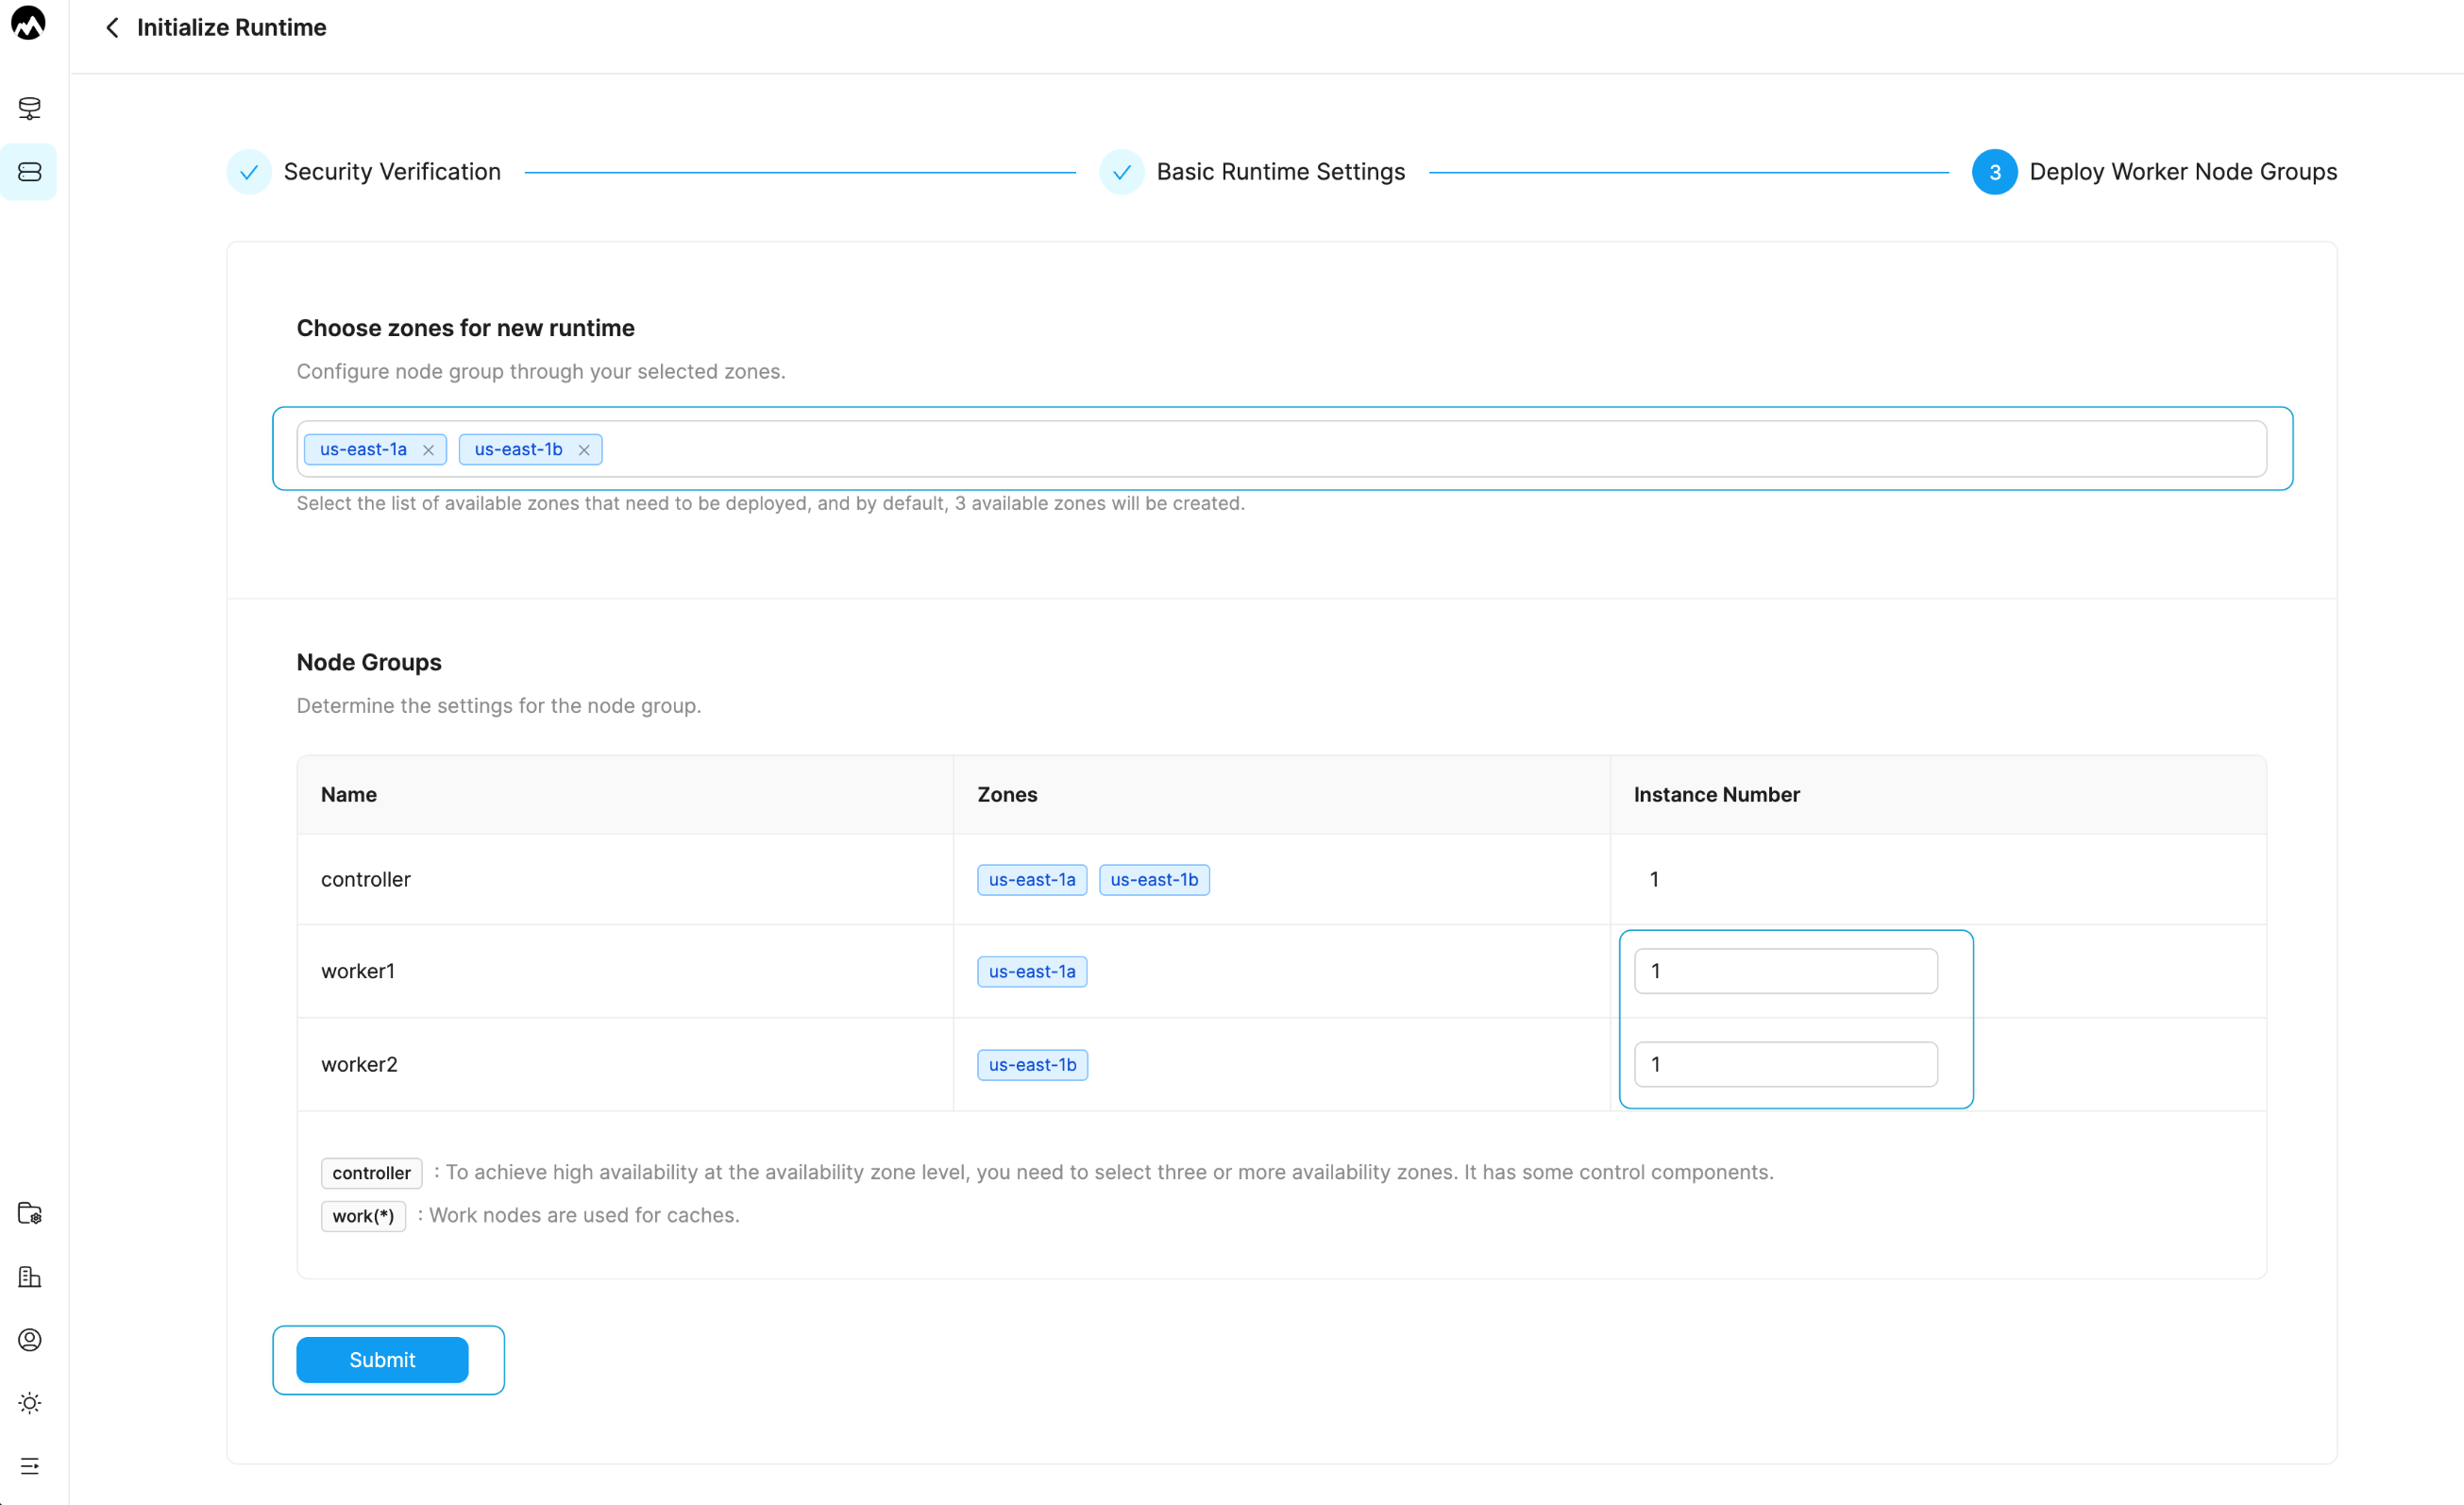 Initialize Runtime
Security Verification
Basic Runtime Settings
3 Deploy Worker Node Groups
Choose zones for new runtime
Configure node group through your selected zones.
us-east-1a us-east-1b
Select the list of available zones that need to be deployed, and by default, 3 available zones will be created.
Node Groups
Determine the settings for the node group.
Name Zones Instance Number
controller us-east-1a us-east-1b 1
worker1 us-east-1a 1
worker2 us-east-1b 1
controller : To achieve high availability at the availability zone level, you need to select three or more availability zones. It has some control components.
work(*) : Work nodes are used for caches.
Submit